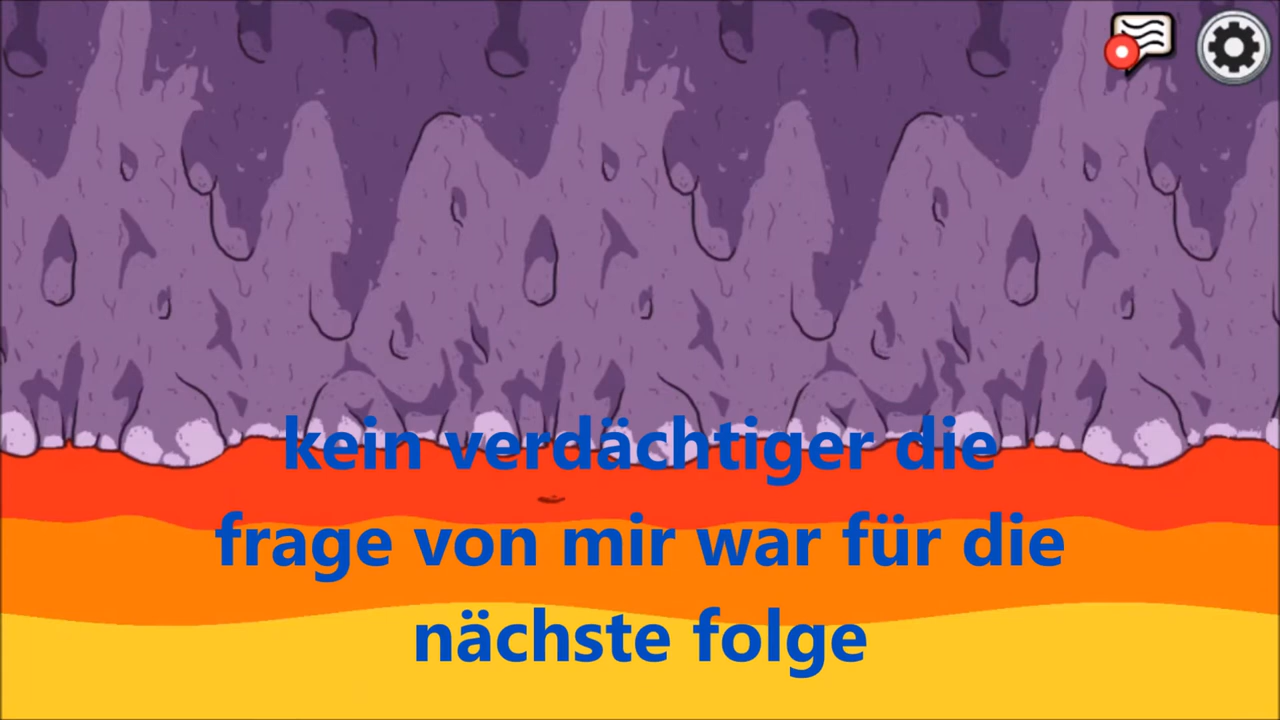 kein verdächtiger die
frage von mir war für die
nächste folge